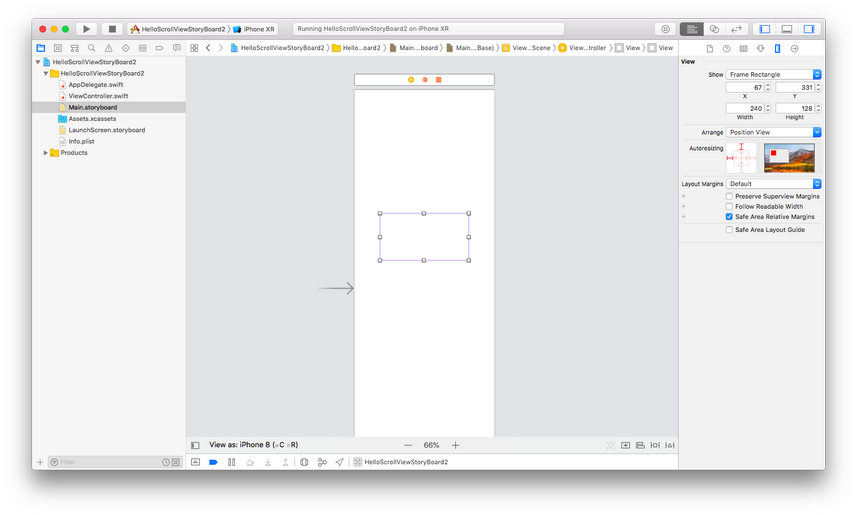 HelloScrollViewStoryBoard2 〉 iPhone XR
Running HelloScrollViewStoryBoard2 on iPhone XR
HelloScrollViewStoryBoard2 〉 Hello...oard2 〉 Main....board 〉 Main....Base) 〉 View...Scene 〉 View...troller 〉 View 〉 View
HelloScrollViewStoryBoard2
HelloScrollViewStoryBoard2
AppDelegate.swift
ViewController.swift
Main.storyboard
Assets.xcassets
LaunchScreen.storyboard
Info.plist
Products
View
Show Frame Rectangle
67 331
X Y
240 128
Width Height
Arrange Position View
Autoresizing
Layout Margins Default
+ Preserve Superview Margins
+ Follow Readable Width
+ Safe Area Relative Margins
Safe Area Layout Guide
View as: iPhone 8 (wC hR) — 66% +
+ Filter
HelloScrollViewStoryBoard2